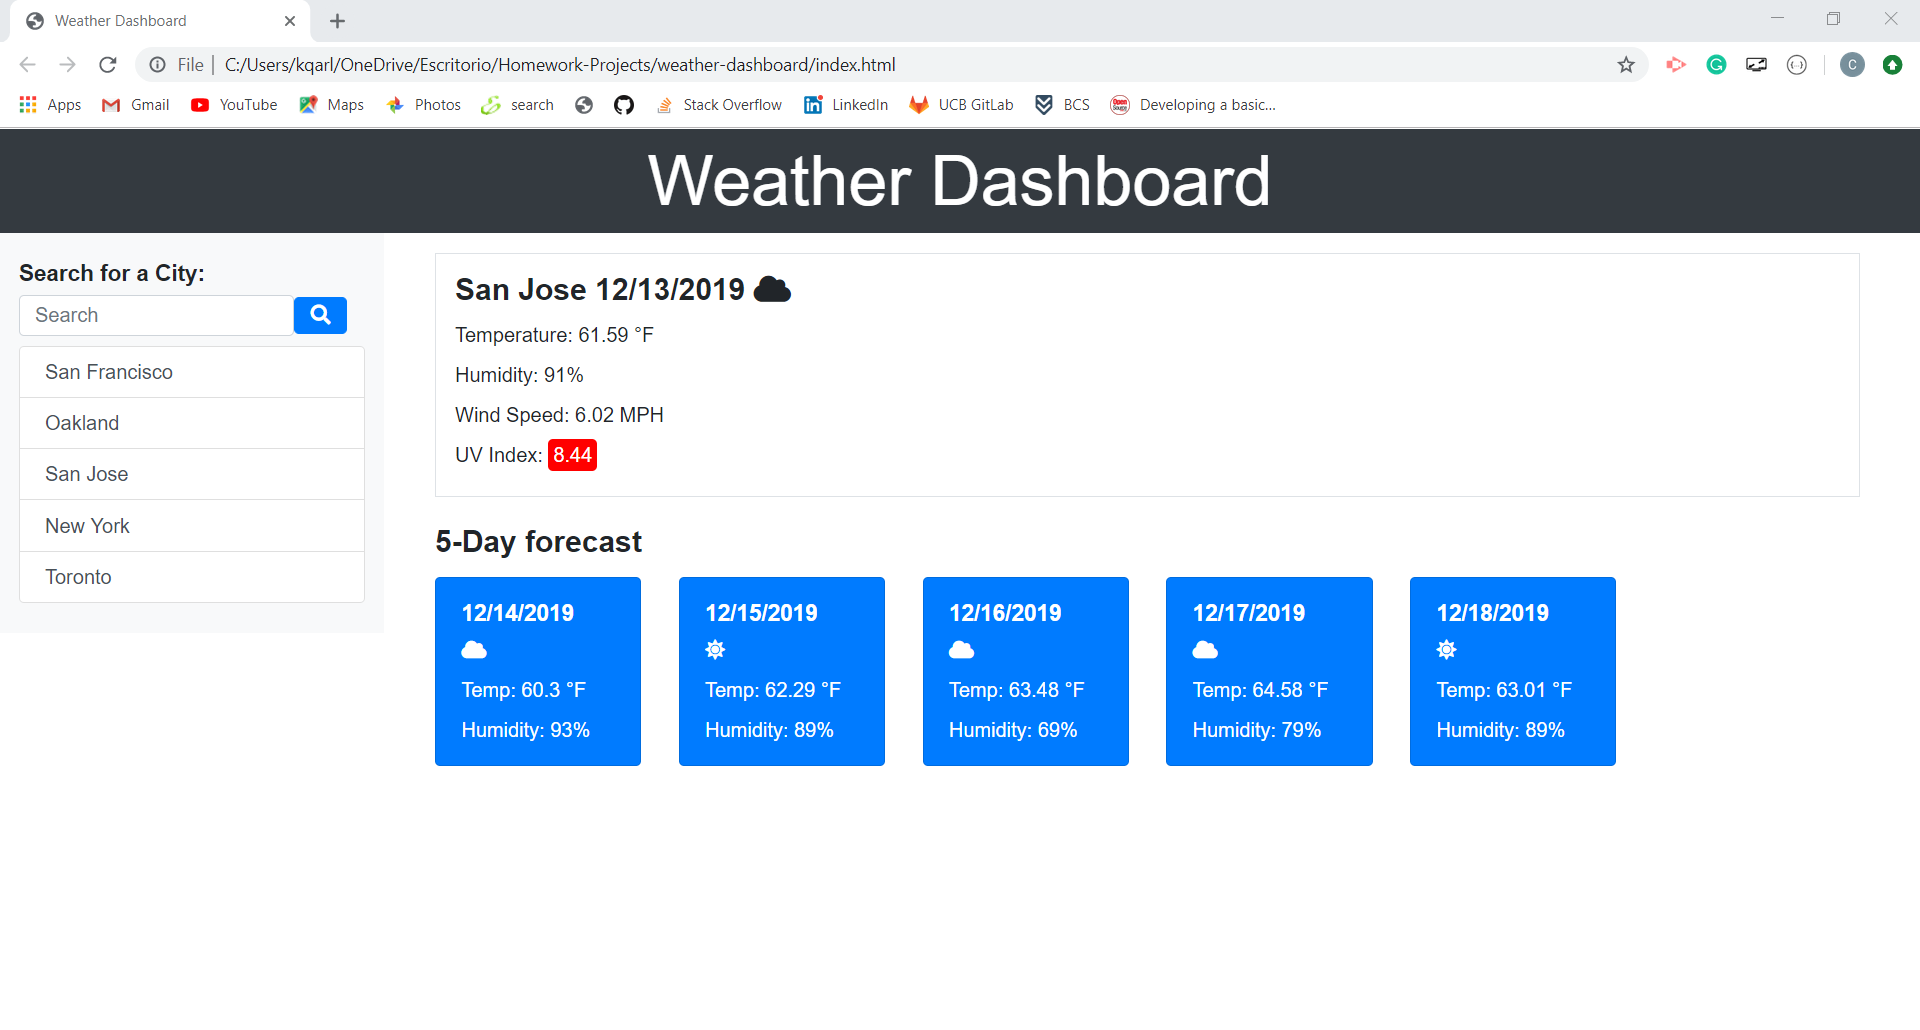 Weather Dashboard
File | C:/Users/kqarl/OneDrive/Escritorio/Homework-Projects/weather-dashboard/index.html
C
Apps Gmail YouTube Maps Photos search Stack Overflow LinkedIn UCB GitLab BCS Developing a basic...
Weather Dashboard
Search for a City:
Search
San Francisco
Oakland
San Jose
New York
Toronto
San Jose 12/13/2019
Temperature: 61.59 °F
Humidity: 91%
Wind Speed: 6.02 MPH
UV Index: 8.44
5-Day forecast
12/14/2019
Temp: 60.3 °F
Humidity: 93%
12/15/2019
Temp: 62.29 °F
Humidity: 89%
12/16/2019
Temp: 63.48 °F
Humidity: 69%
12/17/2019
Temp: 64.58 °F
Humidity: 79%
12/18/2019
Temp: 63.01 °F
Humidity: 89%